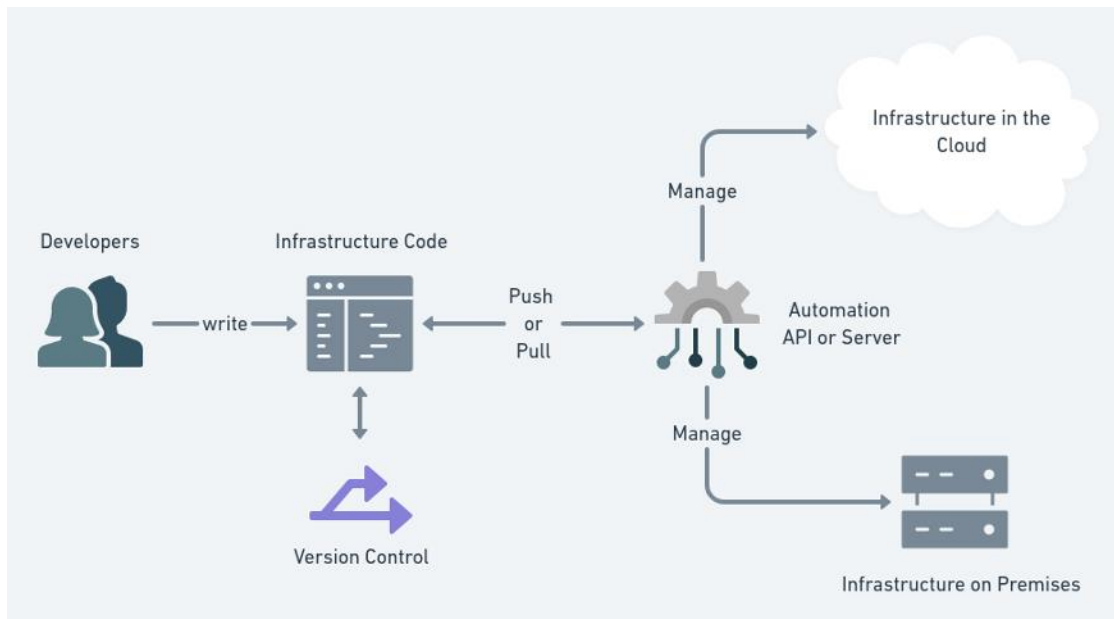 Infrastructure in the
Cloud
Manage
Developers
Infrastructure Code
write
Push
or
Pull
Automation
API or Server
Manage
Version Control
Infrastructure on Premises